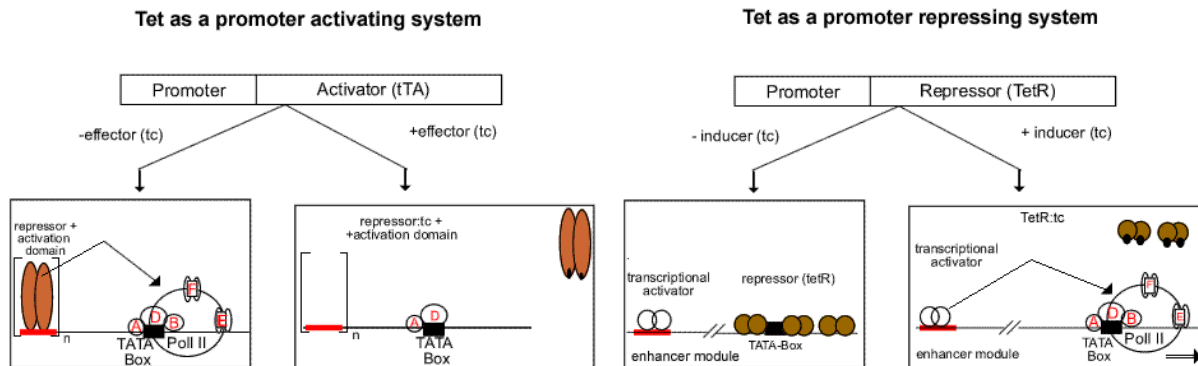 Tet as a promoter activating system
Promoter
Activator (tTA)
-effector (tc)
+effector (tc)
repressor +
activation
domain
n
A
D
B
F
E
TATA
Box
Poll II
repressor:tc +
+activation domain
n
A
D
TATA
Box
Tet as a promoter repressing system
Promoter
Repressor (TetR)
- inducer (tc)
+ inducer (tc)
transcriptional
activator
repressor (tetR)
TATA-Box
enhancer module
TetR:tc
transcriptional
activator
A
D
B
F
E
TATA
Box
Poll II
enhancer module